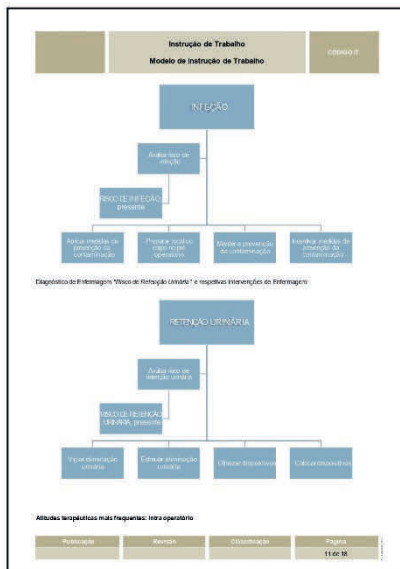 Instrução de Trabalho
Modelo de Instrução de Trabalho
INFEÇÃO
Avaliar risco de
infeção
RISCO DE INFEÇÃO,
presente
Aplicar medidas de
prevenção da
contaminação
Preparar local do
corpo no pré
operatório
Manter a prevenção
da contaminação
Incentivar medidas de
prevenção da
contaminação
Diagnóstico de Enfermagem "Risco de Retenção Urinária" e respetivas intervenções de Enfermagem
RETENÇÃO URINÁRIA
Avaliar risco de
retenção urinária
RISCO DE RETENÇÃO
URINÁRIA, presente
Vigiar eliminação
urinária
Estimular eliminação
urinária
Otimizar dispositivos
Colocar dispositivos
Atitudes terapêuticas mais frequentes: Intra operatório
Publicação
Revisão
Classificação
Página
11 de 18